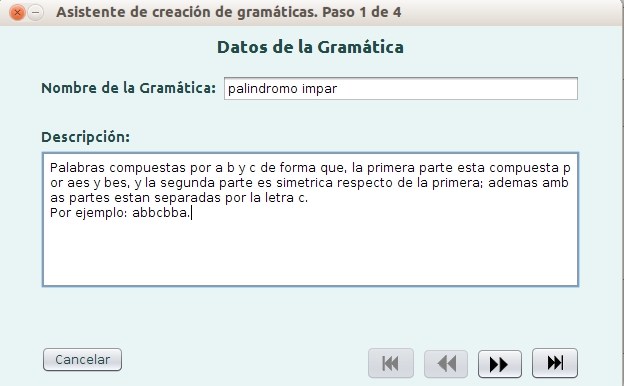 Asistente de creación de gramáticas. Paso 1 de 4
Datos de la Gramática
Nombre de la Gramática: palindromo impar
Descripción:
Palabras compuestas por a b y c de forma que, la primera parte esta compuesta p
or aes y bes, y la segunda parte es simetrica respecto de la primera; ademas amb
as partes estan separadas por la letra c.
Por ejemplo: abbcbba.
Cancelar